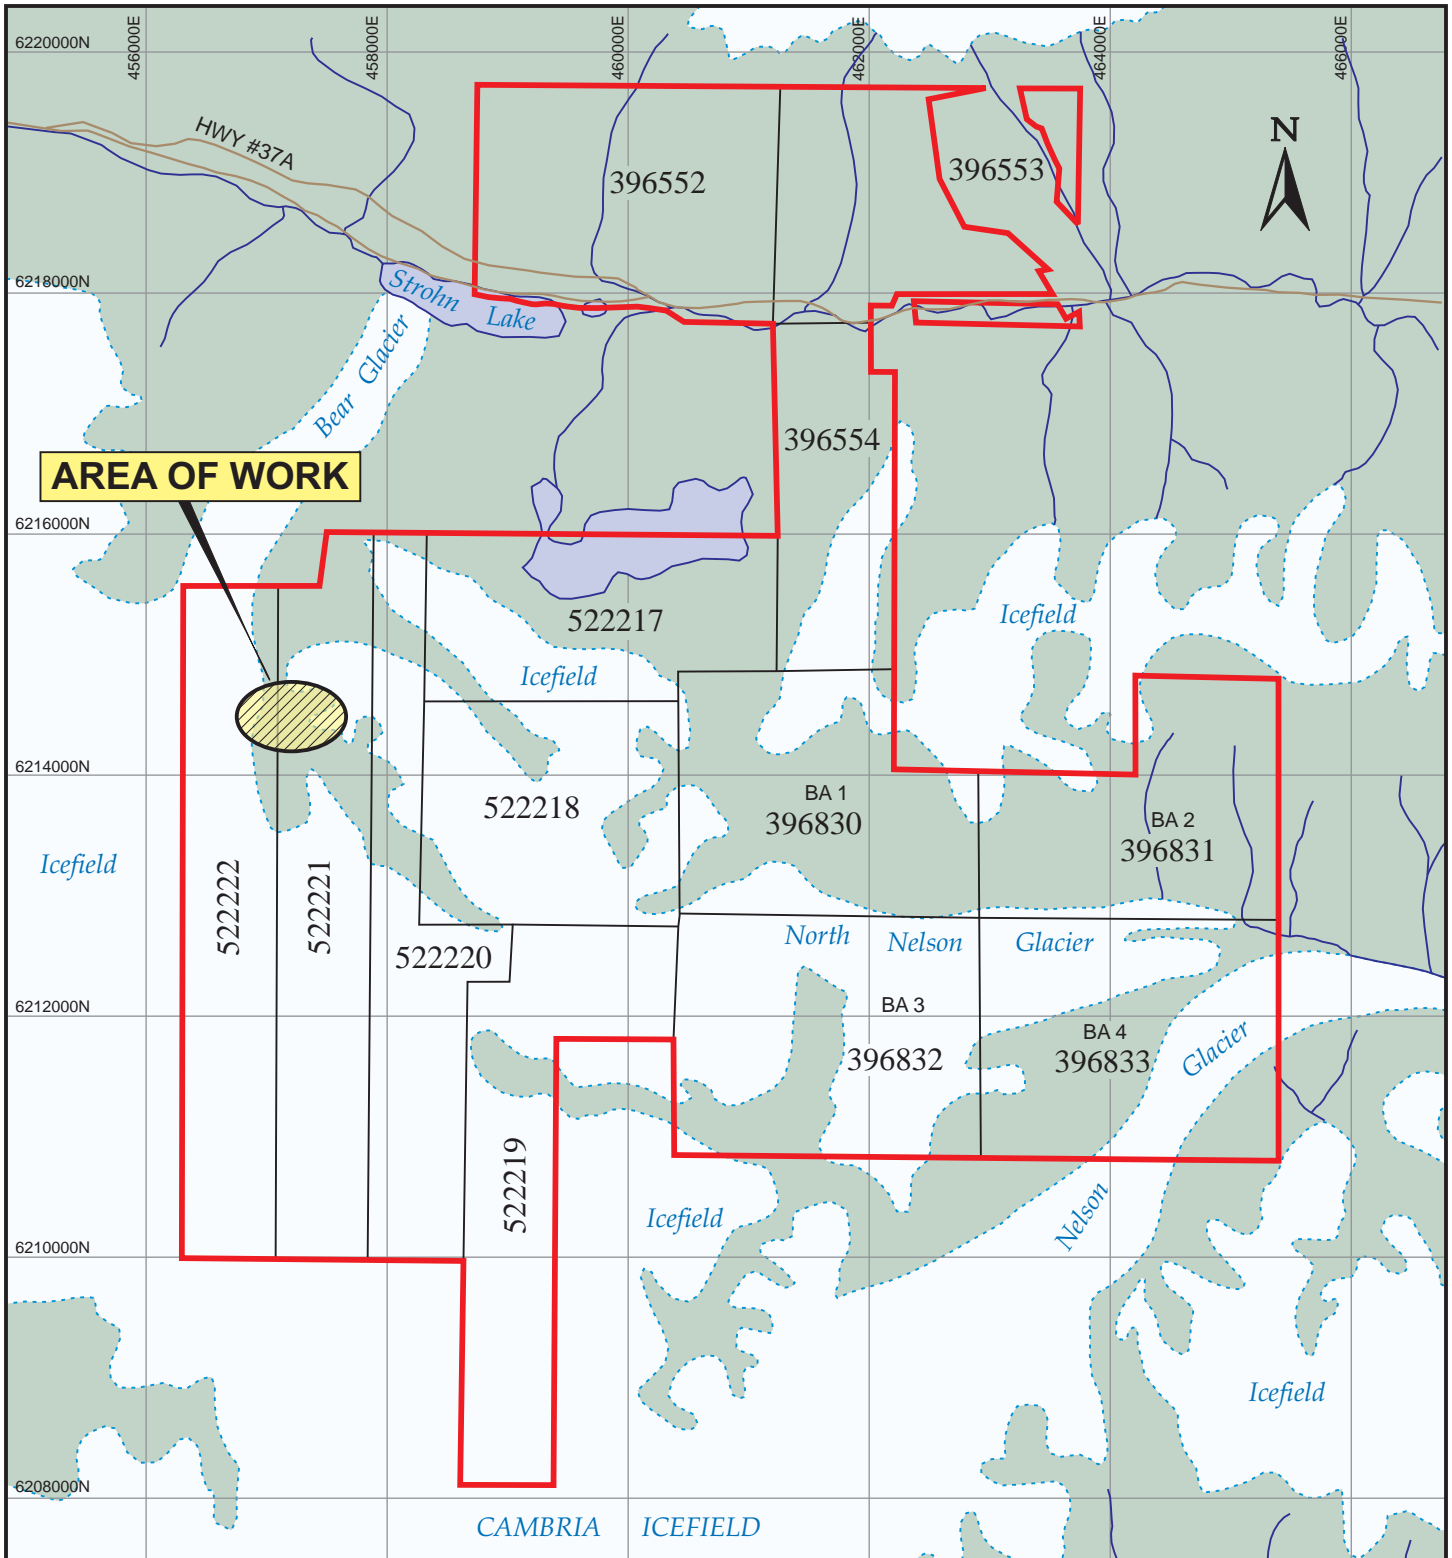 456000E
458000E
460000E
462000E
464000E
466000E
6220000N
HWY #37A
N
396552
396553
6218000N
Strohn
Lake
Bear Glacier
396554
AREA OF WORK
6216000N
522217
Icefield
Icefield
6214000N
522218
BA 1
396830
BA 2
396831
Icefield
522222
522221
522220
North Nelson Glacier
6212000N
BA 3
396832
BA 4
396833
Nelson Glacier
522219
Icefield
6210000N
Icefield
6208000N
CAMBRIA ICEFIELD